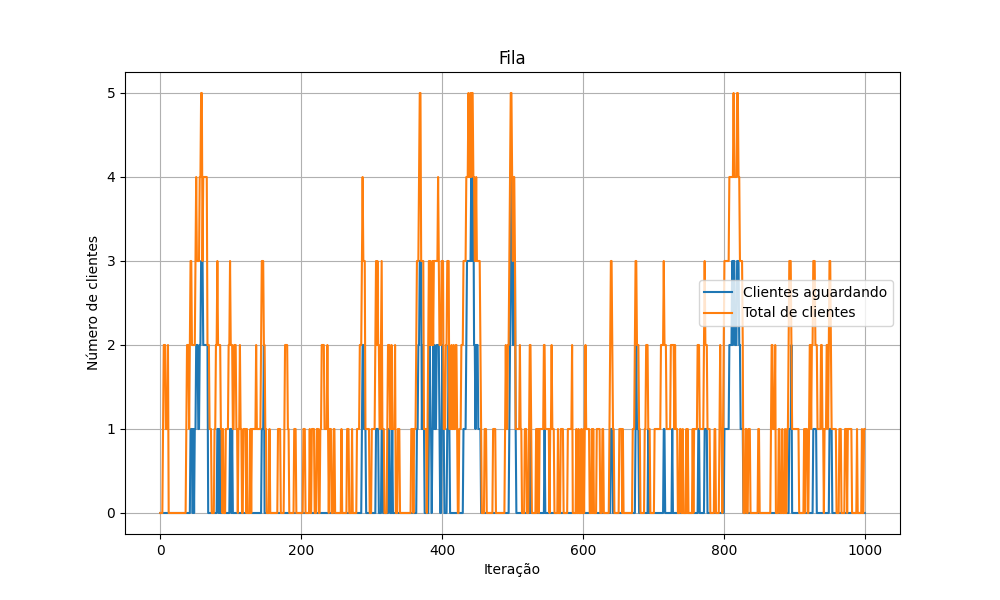 Fila
Número de clientes
5
4
3
2
1
0
Clientes aguardando
Total de clientes
0 200 400 600 800 1000
Iteração